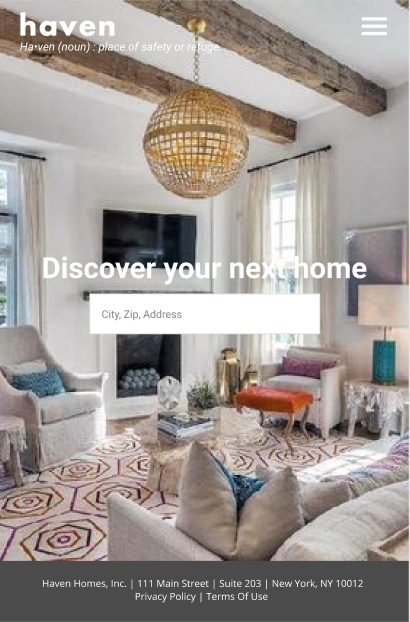 haven
Ha•ven (noun) : place of safety or refuge.
Discover your next home
City, Zip, Address
Haven Homes, Inc. | 111 Main Street | Suite 203 | New York, NY 10012
Privacy Policy | Terms Of Use